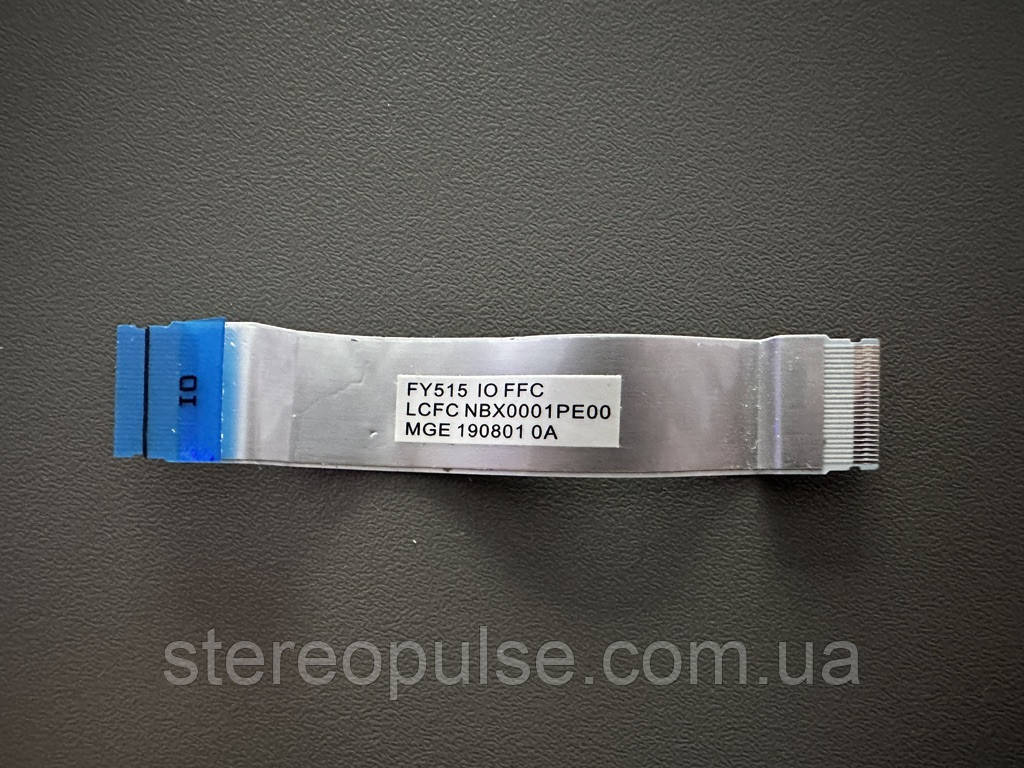 IO
FY515 IO FFC
LCFC NBX0001PE00
MGE 190801 0A
stereopulse.com.ua